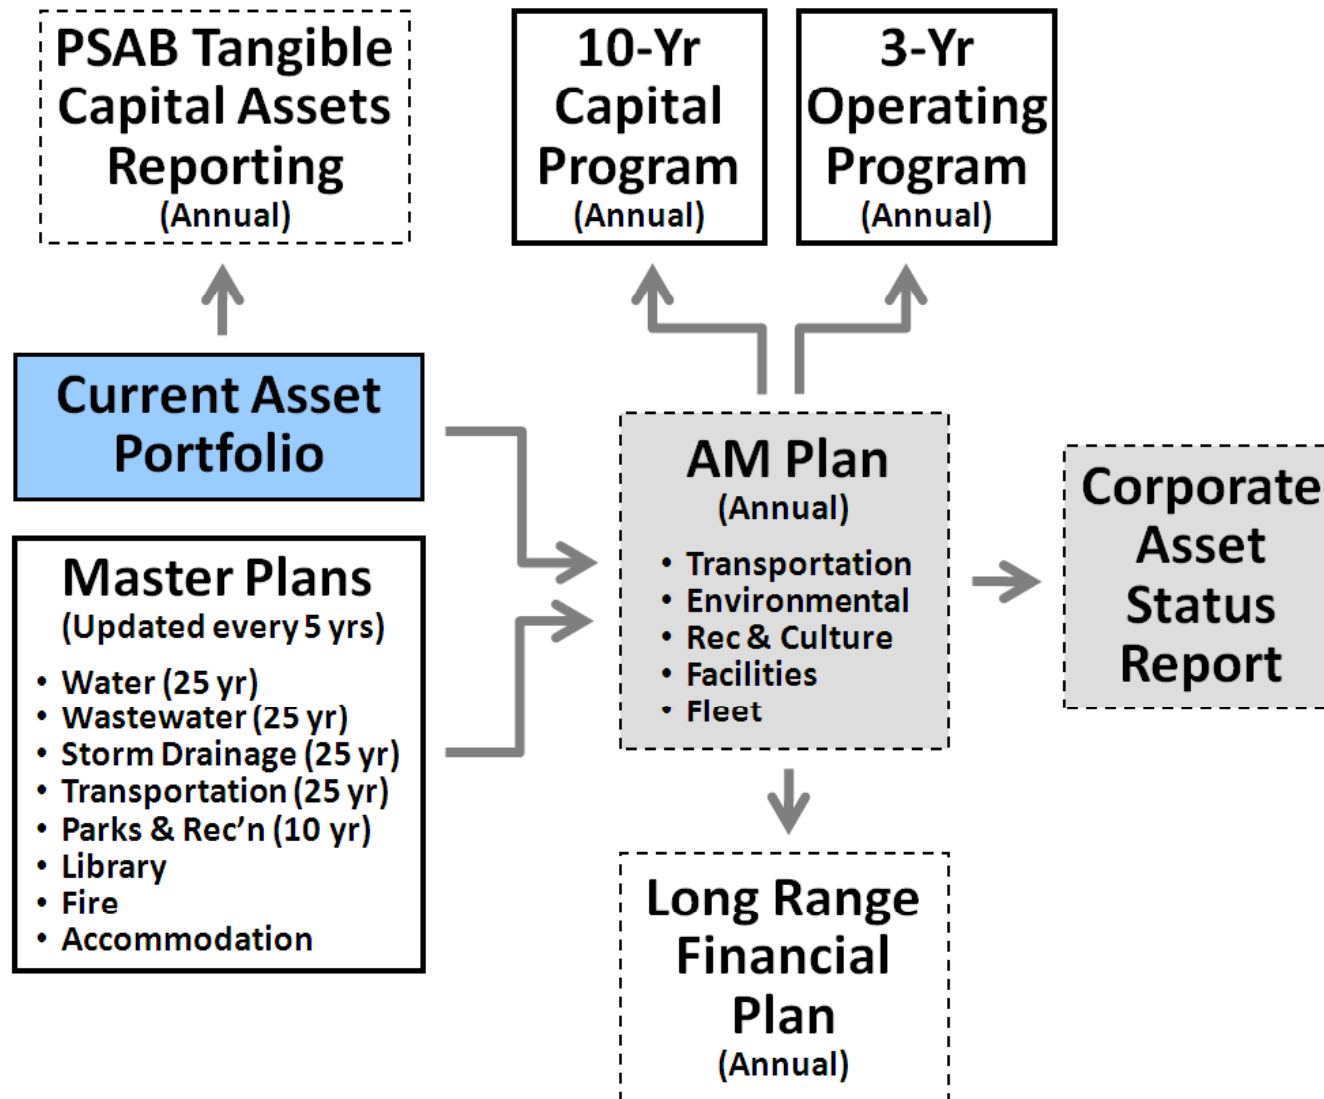 PSAB Tangible
Capital Assets
Reporting
(Annual)
10-Yr
Capital
Program
(Annual)
3-Yr
Operating
Program
(Annual)
Current Asset
Portfolio
Master Plans
(Updated every 5 yrs)
• Water (25 yr)
• Wastewater (25 yr)
• Storm Drainage (25 yr)
• Transportation (25 yr)
• Parks & Rec'n (10 yr)
• Library
• Fire
• Accommodation
AM Plan
(Annual)
• Transportation
• Environmental
• Rec & Culture
• Facilities
• Fleet
Corporate
Asset
Status
Report
Long Range
Financial
Plan
(Annual)